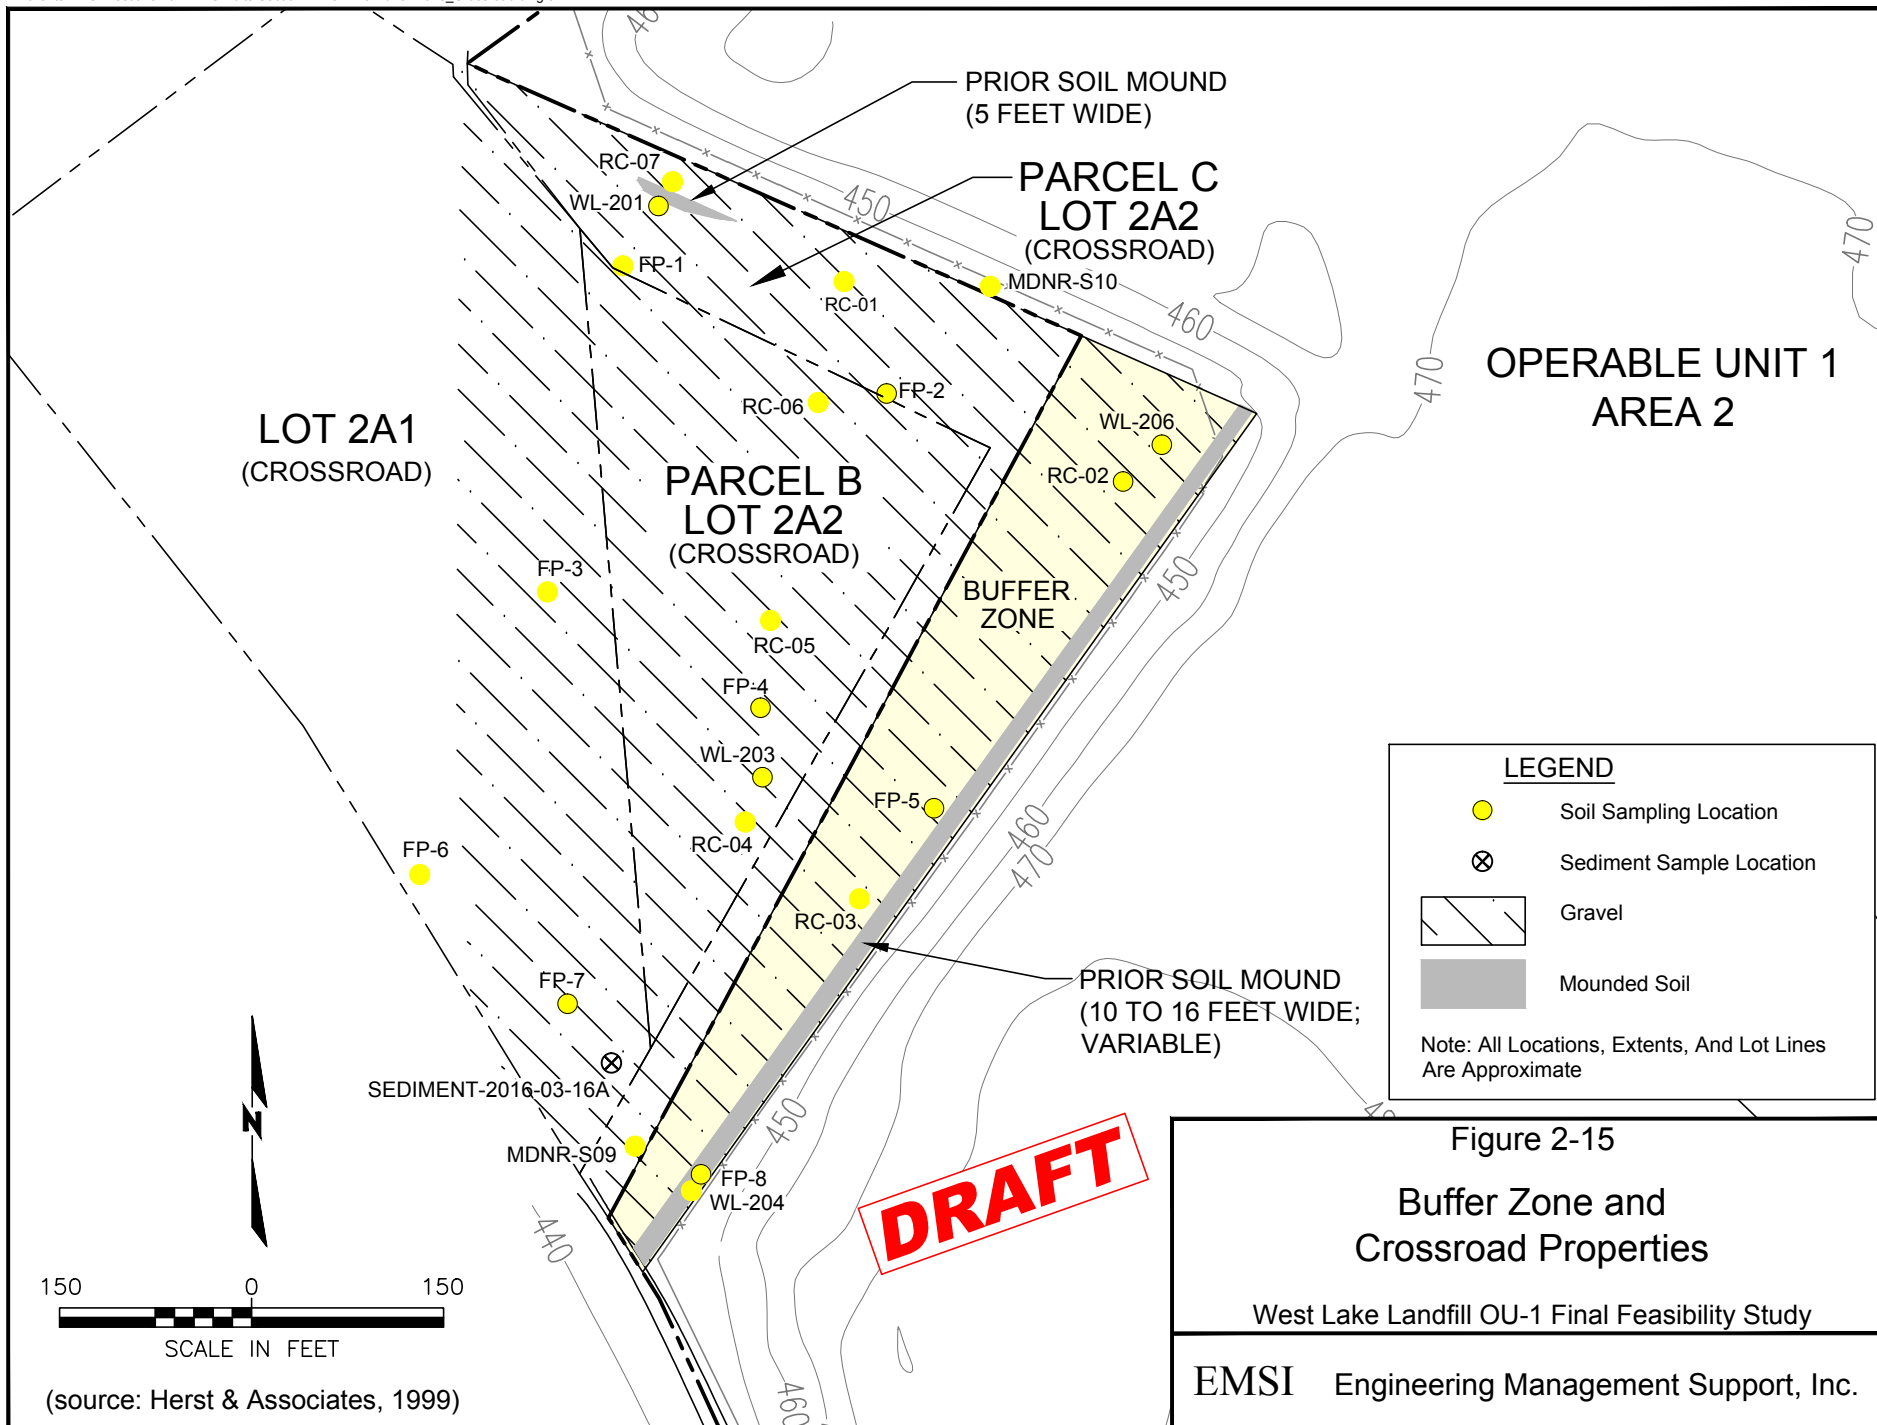 46
PRIOR SOIL MOUND
(5 FEET WIDE)
RC-07
WL-201
PARCEL C
LOT 2A2
(CROSSROAD)
450
470
FP-1
RC-01
MDNR-S10
460
470
OPERABLE UNIT 1
AREA 2
FP-2
RC-06
LOT 2A1
(CROSSROAD)
WL-206
RC-02
PARCEL B
LOT 2A2
(CROSSROAD)
450
FP-3
BUFFER
ZONE
RC-05
FP-4
WL-203
FP-5
RC-04
460
470
FP-6
RC-03
LEGEND
Soil Sampling Location
Sediment Sample Location
Gravel
Mounded Soil
Note: All Locations, Extents, And Lot Lines
Are Approximate
PRIOR SOIL MOUND
(10 TO 16 FEET WIDE;
VARIABLE)
FP-7
SEDIMENT-2016-03-16A
N
450
MDNR-S09
FP-8
WL-204
440
DRAFT
460
150 0 150
SCALE IN FEET
(source: Herst & Associates, 1999)
Figure 2-15
Buffer Zone and
Crossroad Properties
West Lake Landfill OU-1 Final Feasibility Study
EMSI Engineering Management Support, Inc.